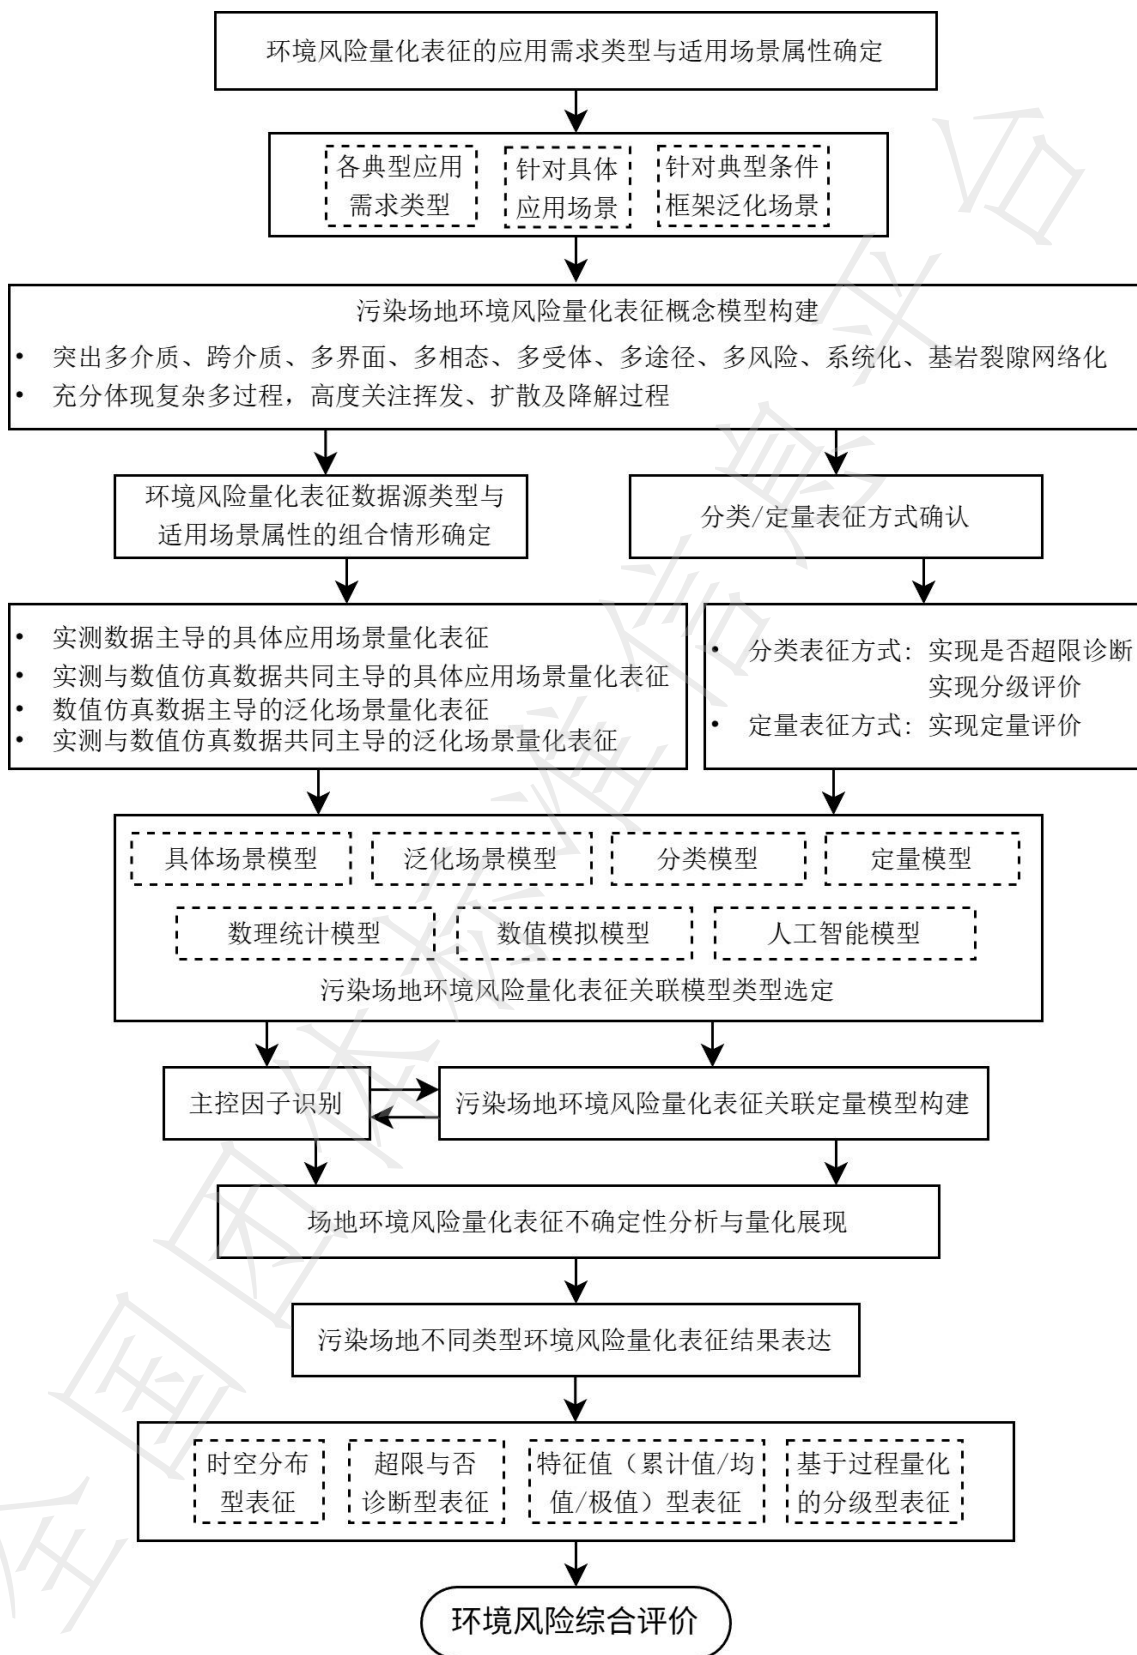 环境风险量化表征的应用需求类型与适用场景属性确定
各典型应用
需求类型
针对具体
应用场景
针对典型条件
框架泛化场景
污染场地环境风险量化表征概念模型构建
• 突出多介质、跨介质、多界面、多相态、多受体、多途径、多风险、系统化、基岩裂隙网络化
• 充分体现复杂多过程，高度关注挥发、扩散及降解过程
环境风险量化表征数据源类型与
适用场景属性的组合情形确定
分类/定量表征方式确认
• 实测数据主导的具体应用场景量化表征
• 实测与数值仿真数据共同主导的具体应用场景量化表征
• 数值仿真数据主导的泛化场景量化表征
• 实测与数值仿真数据共同主导的泛化场景量化表征
• 分类表征方式：实现是否超限诊断
实现分级评价
• 定量表征方式：实现定量评价
具体场景模型
泛化场景模型
分类模型
定量模型
数理统计模型
数值模拟模型
人工智能模型
污染场地环境风险量化表征关联模型类型选定
主控因子识别
污染场地环境风险量化表征关联定量模型构建
场地环境风险量化表征不确定性分析与量化展现
污染场地不同类型环境风险量化表征结果表达
时空分布
型表征
超限与否
诊断型表征
特征值（累计值/均
值/极值）型表征
基于过程量化
的分级型表征
环境风险综合评价
全国团体标准信息平台